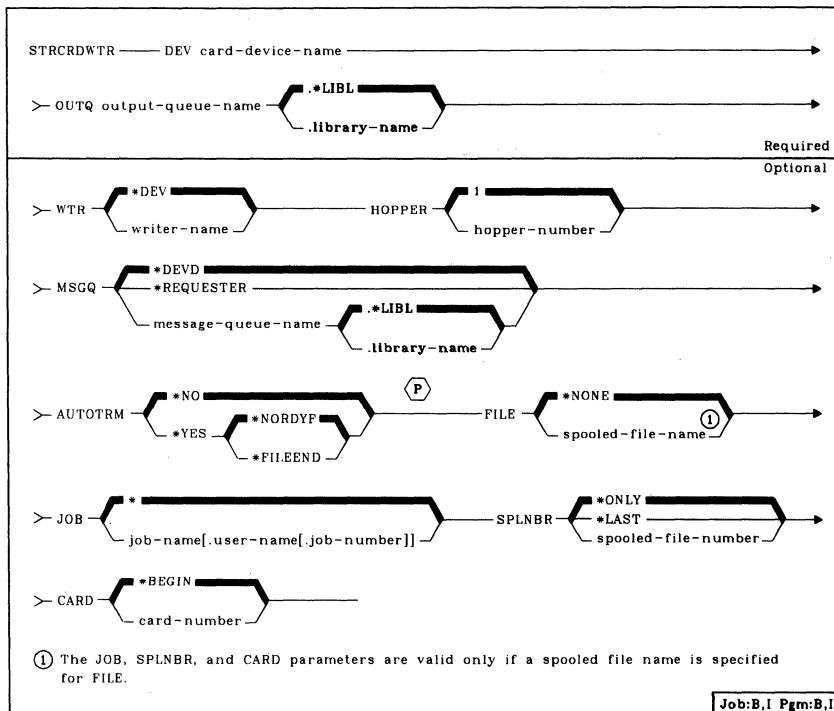 STRCRDWTR DEV card-device-name
.*LIBL
OUTQ output-queue-name
.library-name
Required
Optional
*DEV 1
WTR HOPPER
writer-name hopper-number
*DEVD
MSGQ *REQUESTER
.*LIBL
message-queue-name
.library-name
P
*NO *NONE
AUTOTRM FILE
*NORDYF spooled-file-name 1
*YES
*FILEEND
* *ONLY
JOB SPLNBR *LAST
job-name[.user-name[.job-number]] spooled-file-number
*BEGIN
CARD
card-number
1 The JOB, SPLNBR, and CARD parameters are valid only if a spooled file name is specified
for FILE.
Job:B,I Pgm:B,I